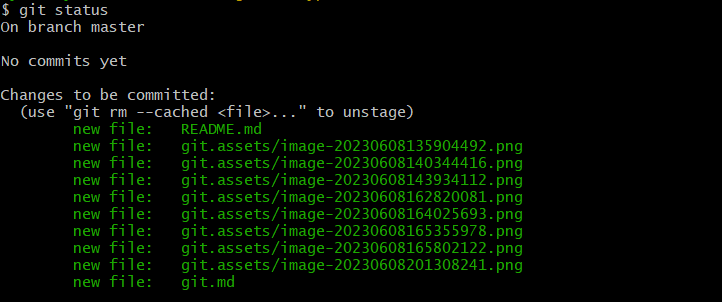 $ git status
On branch master
No commits yet
Changes to be committed:
(use "git rm --cached <file>..." to unstage)
new file: README.md
new file: git.assets/image-20230608135904492.png
new file: git.assets/image-20230608140344416.png
new file: git.assets/image-20230608143934112.png
new file: git.assets/image-20230608162820081.png
new file: git.assets/image-20230608164025693.png
new file: git.assets/image-20230608165355978.png
new file: git.assets/image-20230608165802122.png
new file: git.assets/image-20230608201308241.png
new file: git.md